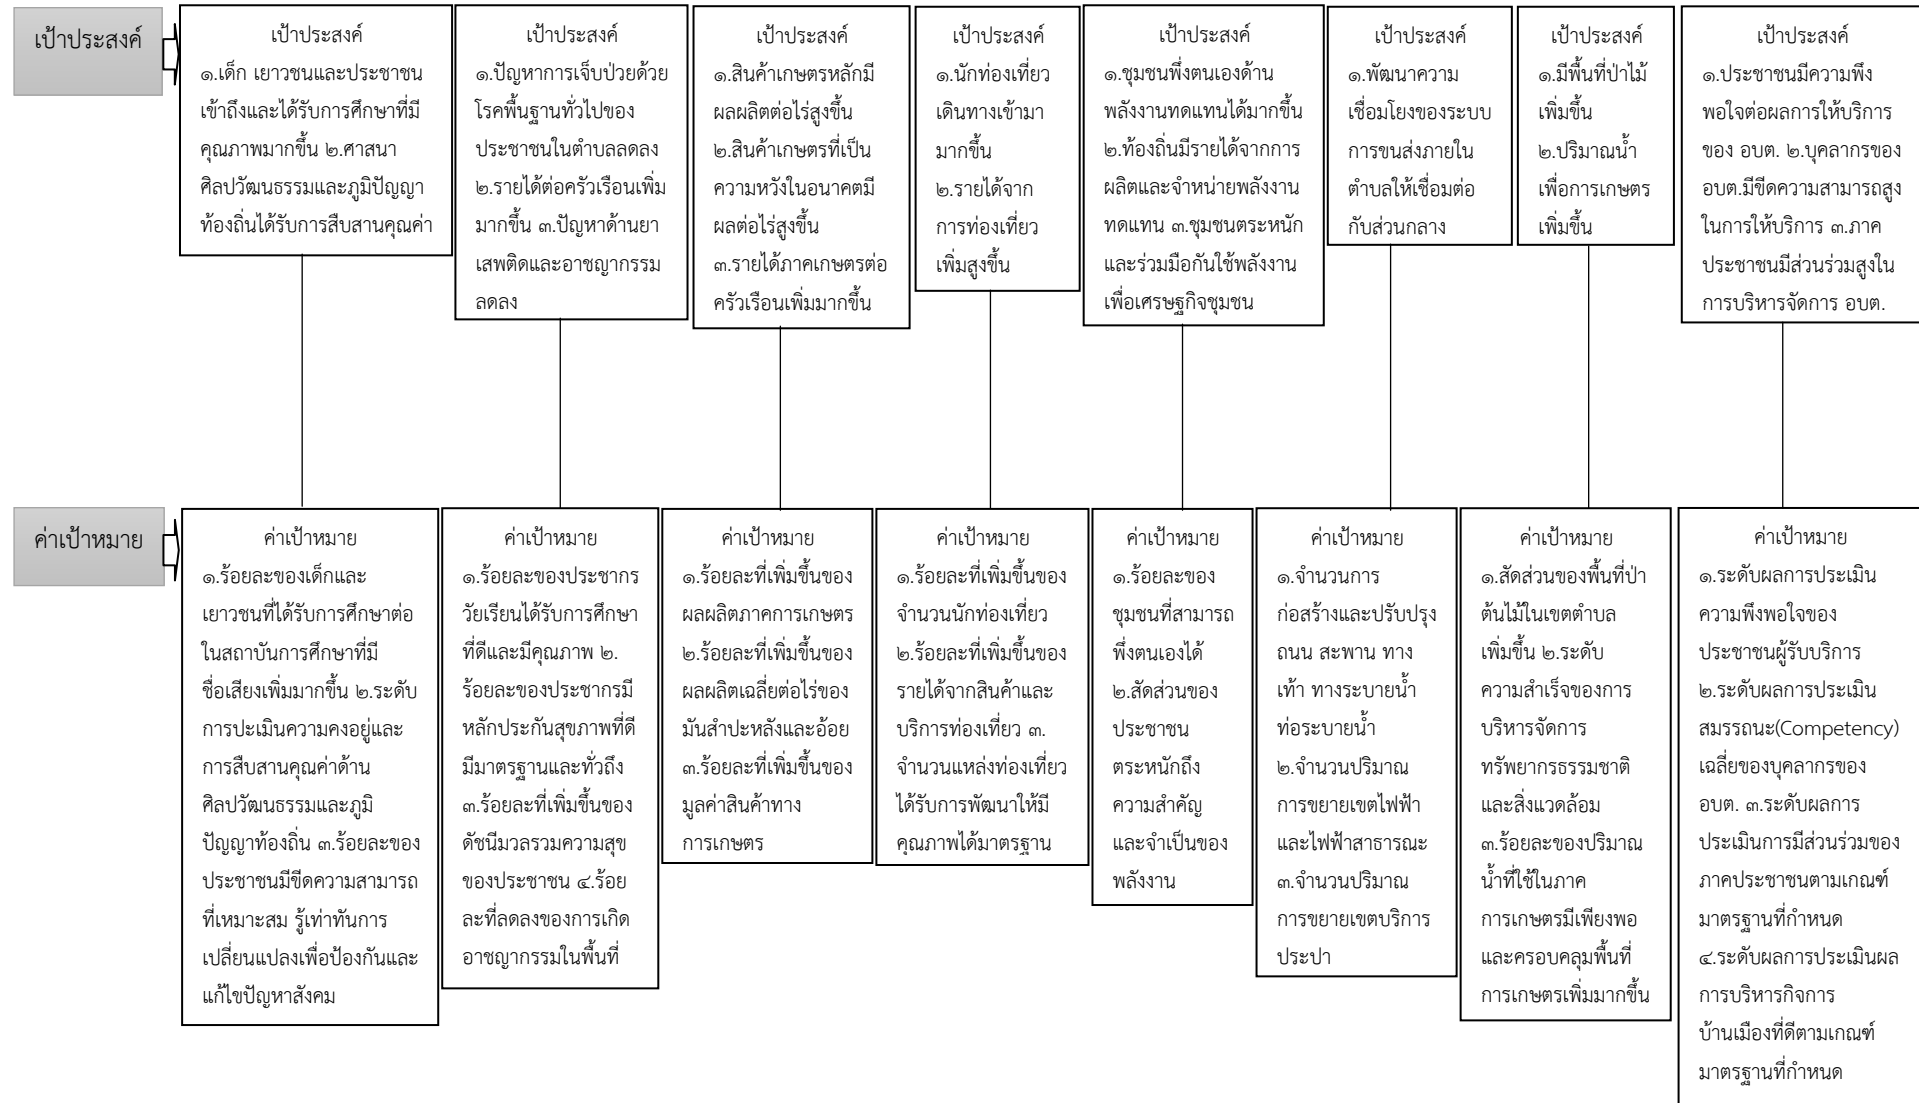 เป้าประสงค์
เป้าประสงค์
๑.เด็ก เยาวชนและประชาชน
เข้าถึงและได้รับการศึกษาที่มี
คุณภาพมากขึ้น ๒.ศาสนา
ศิลปวัฒนธรรมและภูมิปัญญา
ท้องถิ่นได้รับการสืบสานคุณค่า
เป้าประสงค์
๑.ปัญหาการเจ็บป่วยด้วย
โรคพื้นฐานทั่วไปของ
ประชาชนในตำบลลดลง
๒.รายได้ต่อครัวเรือนเพิ่ม
มากขึ้น ๓.ปัญหาด้านยา
เสพติดและอาชญากรรม
ลดลง
เป้าประสงค์
๑.สินค้าเกษตรหลักมี
ผลผลิตต่อไร่สูงขึ้น
๒.สินค้าเกษตรที่เป็น
ความหวังในอนาคตมี
ผลต่อไร่สูงขึ้น
๓.รายได้ภาคเกษตรต่อ
ครัวเรือนเพิ่มมากขึ้น
เป้าประสงค์
๑.นักท่องเที่ยว
เดินทางเข้ามา
มากขึ้น
๒.รายได้จาก
การท่องเที่ยว
เพิ่มสูงขึ้น
เป้าประสงค์
๑.ชุมชนพึ่งตนเองด้าน
พลังงานทดแทนได้มากขึ้น
๒.ท้องถิ่นมีรายได้จากการ
ผลิตและจำหน่ายพลังงาน
ทดแทน ๓.ชุมชนตระหนัก
และร่วมมือกันใช้พลังงาน
เพื่อเศรษฐกิจชุมชน
เป้าประสงค์
๑.พัฒนาความ
เชื่อมโยงของระบบ
การขนส่งภายใน
ตำบลให้เชื่อมต่อ
กับส่วนกลาง
เป้าประสงค์
๑.มีพื้นที่ป่าไม้
เพิ่มขึ้น
๒.ปริมาณน้ำ
เพื่อการเกษตร
เพิ่มขึ้น
เป้าประสงค์
๑.ประชาชนมีความพึง
พอใจต่อผลการให้บริการ
ของ อบต. ๒.บุคลากรของ
อบต.มีขีดความสามารถสูง
ในการให้บริการ ๓.ภาค
ประชาชนมีส่วนร่วมสูงใน
การบริหารจัดการ อบต.
ค่าเป้าหมาย
ค่าเป้าหมาย
๑.ร้อยละของเด็กและ
เยาวชนที่ได้รับการศึกษาต่อ
ในสถาบันการศึกษาที่มี
ชื่อเสียงเพิ่มมากขึ้น ๒.ระดับ
การปะเมินความคงอยู่และ
การสืบสานคุณค่าด้าน
ศิลปวัฒนธรรมและภูมิ
ปัญญาท้องถิ่น ๓.ร้อยละของ
ประชาชนมีขีดความสามารถ
ที่เหมาะสม รู้เท่าทันการ
เปลี่ยนแปลงเพื่อป้องกันและ
แก้ไขปัญหาสังคม
ค่าเป้าหมาย
๑.ร้อยละของประชากร
วัยเรียนได้รับการศึกษา
ที่ดีและมีคุณภาพ ๒.
ร้อยละของประชากรมี
หลักประกันสุขภาพที่ดี
มีมาตรฐานและทั่วถึง
๓.ร้อยละที่เพิ่มขึ้นของ
ดัชนีมวลรวมความสุข
ของประชาชน ๔.ร้อย
ละที่ลดลงของการเกิด
อาชญากรรมในพื้นที่
ค่าเป้าหมาย
๑.ร้อยละที่เพิ่มขึ้นของ
ผลผลิตภาคการเกษตร
๒.ร้อยละที่เพิ่มขึ้นของ
ผลผลิตเฉลี่ยต่อไร่ของ
มันสำปะหลังและอ้อย
๓.ร้อยละที่เพิ่มขึ้นของ
มูลค่าสินค้าทาง
การเกษตร
ค่าเป้าหมาย
๑.ร้อยละที่เพิ่มขึ้นของ
จำนวนนักท่องเที่ยว
๒.ร้อยละที่เพิ่มขึ้นของ
รายได้จากสินค้าและ
บริการท่องเที่ยว ๓.
จำนวนแหล่งท่องเที่ยว
ได้รับการพัฒนาให้มี
คุณภาพได้มาตรฐาน
ค่าเป้าหมาย
๑.ร้อยละของ
ชุมชนที่สามารถ
พึ่งตนเองได้
๒.สัดส่วนของ
ประชาชน
ตระหนักถึง
ความสำคัญ
และจำเป็นของ
พลังงาน
ค่าเป้าหมาย
๑.จำนวนการ
ก่อสร้างและปรับปรุง
ถนน สะพาน ทาง
เท้า ทางระบายน้ำ
ท่อระบายน้ำ
๒.จำนวนปริมาณ
การขยายเขตไฟฟ้า
และไฟฟ้าสาธารณะ
๓.จำนวนปริมาณ
การขยายเขตบริการ
ประปา
ค่าเป้าหมาย
๑.สัดส่วนของพื้นที่ป่า
ต้นไม้ในเขตตำบล
เพิ่มขึ้น ๒.ระดับ
ความสำเร็จของการ
บริหารจัดการ
ทรัพยากรธรรมชาติ
และสิ่งแวดล้อม
๓.ร้อยละของปริมาณ
น้ำที่ใช้ในภาค
การเกษตรมีเพียงพอ
และครอบคลุมพื้นที่
การเกษตรเพิ่มมากขึ้น
ค่าเป้าหมาย
๑.ระดับผลการประเมิน
ความพึงพอใจของ
ประชาชนผู้รับบริการ
๒.ระดับผลการประเมิน
สมรรถนะ(Competency)
เฉลี่ยของบุคลากรของ
อบต. ๓.ระดับผลการ
ประเมินการมีส่วนร่วมของ
ภาคประชาชนตามเกณฑ์
มาตรฐานที่กำหนด
๔.ระดับผลการประเมินผล
การบริหารกิจการ
บ้านเมืองที่ดีตามเกณฑ์
มาตรฐานที่กำหนด